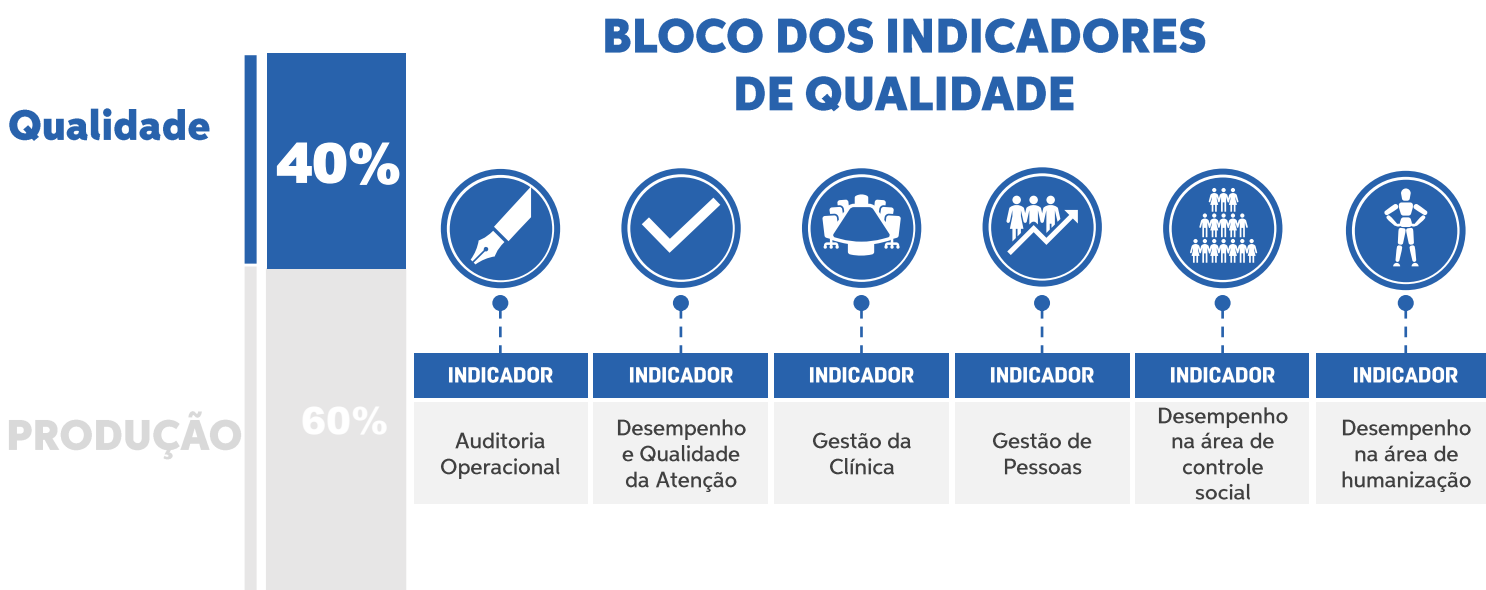 BLOCO DOS INDICADORES
DE QUALIDADE
Qualidade
40%
PRODUÇÃO
60%
INDICADOR
Auditoria
Operacional
INDICADOR
Desempenho
e Qualidade
da Atenção
INDICADOR
Gestão da
Clínica
INDICADOR
Gestão de
Pessoas
INDICADOR
Desempenho
na área de
controle
social
INDICADOR
Desempenho
na área de
humanização